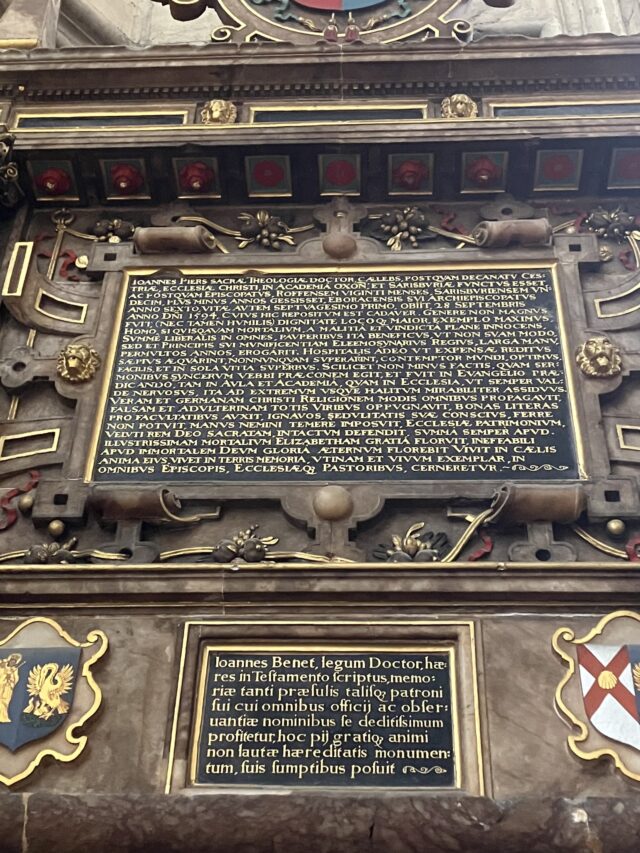 IOANNES PIERS SACRÆ THEOLOGIÆ DOCTOR CÆLEBS, POSTQVAM DECANATV CES-
TRIÆ, ECCLESIÆ CHRISTI IN ACADEMIA OXON, ET SARISBVRIÆ, FVNCTVS ESSET,
AC POSTQVAM EPISCOPATVS ROFFENSEM VIGINTI MENSES, SARISBVRIENSEM VN-
DECIM, PLVS MINVS ANNOS GESSISSET, EBORACENSIS SVI ARCHIEPISCOPATVS
ANNO SEXTO, VITÆ AVTEM SEPTVAGESIMO PRIMO, OBIIT, 28 SEPTEMBRIS
ANNO DNI 1594, CVIVS HIC REPOSITVM EST CADAVER. GENERE NON MAGNVS
FVIT, (NEC TAMEN HVMILIS) DIGNITATE LOCOQ; MAIOR, EXEMPLO MAXIMVS,
HOMO, SI QVISQVAM MORTALIVM, A MALITIA ET VINDICTA PLANE INNOCENS,
SVMME LIBERALIS IN OMNES, PAVPERIBVS ITA BENEFICVS, VT NON SVAM MODO,
SED ET PRINCIPIS, SVI MVNIFICENTIAM ELEEMOSYNARIVS REGIVS, LARGA MANV,
PERMVLTOS ANNOS, EROGARIT. HOSPITALIS ADEO VT EXPENSÆ REDITVS,
SÆPIVS ÆQVARINT, NONNVNQVAM SVPERARINT, CONTEMPTOR MVNDI, OPTIMVS,
FACILIS, ET IN SOLA VITIA SVPERBVS. SCILICET NON MINVS FACTIS, QVAM SER-
MONIBVS SYNCERVM VERBI PRÆCONEM EGIT, ET FVIT IN EVANGELIO PRÆ-
DICANDO, TAM IN AVLA ET ACADEMIA, QVAM IN ECCLESIA, VT SEMPER VAL-
DE NERVOSVS, ITA AD EXTREMVM VSQVE HALITVM MIRABILITER ASSIDVVS.
VERAM ET GERMANAM CHRISTI RELIGIONEM MODIS OMNIBVS PROPAGAVIT,
FALSAM ET ADVLTERINAM TOTIS VIRIBVS OPPVGNAVIT, BONAS LITERAS
PRO FACVLTATIBVS AVXIT, IGNAVOS, SEDVLITATIS SVÆ CONSCIVS, FERRE
NON POTVIT, MANVS NEMINI TEMERE IMPOSVIT, ECCLESIÆ PATRIMONIVM,
VELVTI REM DEO SACRATAM, INTACTVM DEFENDIT. SVMMA SEMPER APVD
ILLVSTRISSIMAM MORTALIVM ELIZABETHAM GRATIA FLORVIT, INEFFABILI
APVD IMMORTALEM DEVM GLORIA ÆTERNVM FLOREBIT VIVIT IN CÆLIS
ANIMA EIVS, VIVET IN TERRIS MEMORIA, VTINAM ET VIVVM EXEMPLAR, IN
OMNIBVS EPISCOPIS, ECCLESIÆQ; PASTORIBVS, CERNERETVR.
Ioannes Benet, legum Doctor, hæ:
res in Testamento scriptus, memo:
riæ tanti præsulis talisq; patroni
sui cui omnibus officij ac obser:
uantiæ nominibus se deditissimum
profitetur, hoc pij gratiq; animi
non lautæ hæreditatis monumen:
tum, suis sumptibus posuit